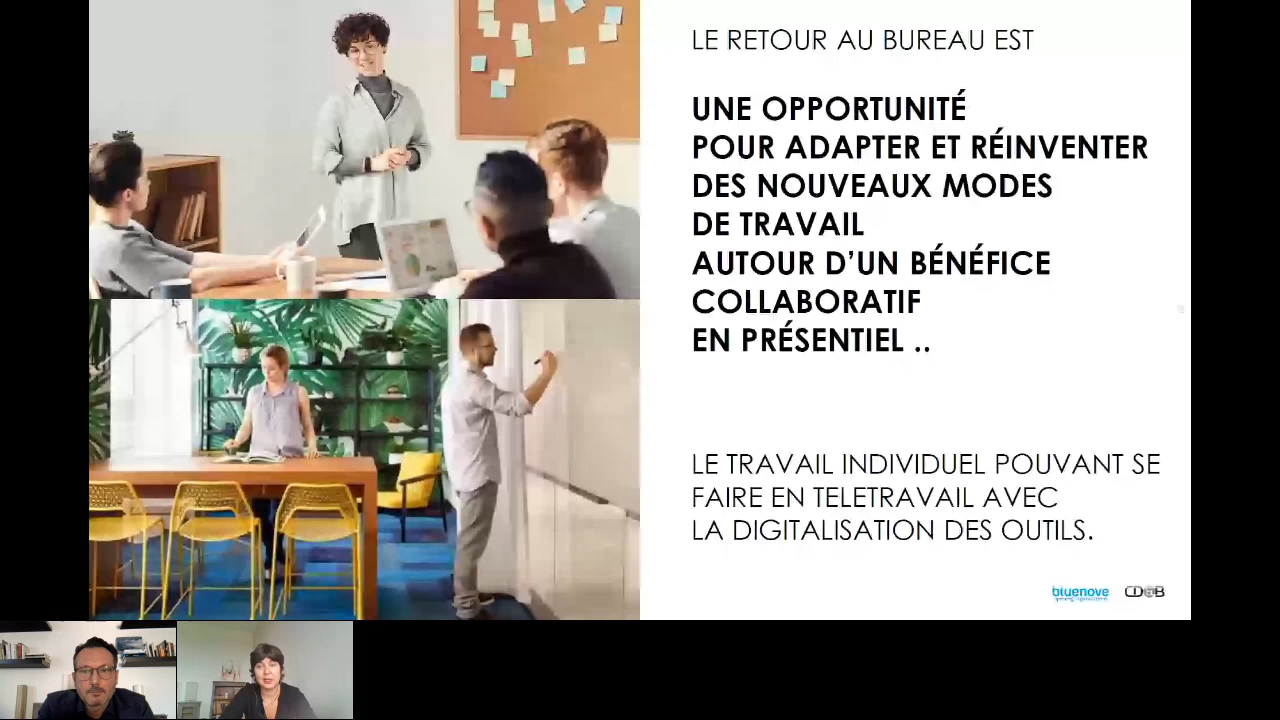 LE RETOUR AU BUREAU EST
UNE OPPORTUNITÉ
POUR ADAPTER ET RÉINVENTER
DES NOUVEAUX MODES
DE TRAVAIL
AUTOUR D’UN BÉNÉFICE
COLLABORATIF
EN PRÉSENTIEL ..
LE TRAVAIL INDIVIDUEL POUVANT SE
FAIRE EN TELETRAVAIL AVEC
LA DIGITALISATION DES OUTILS.
bluenove